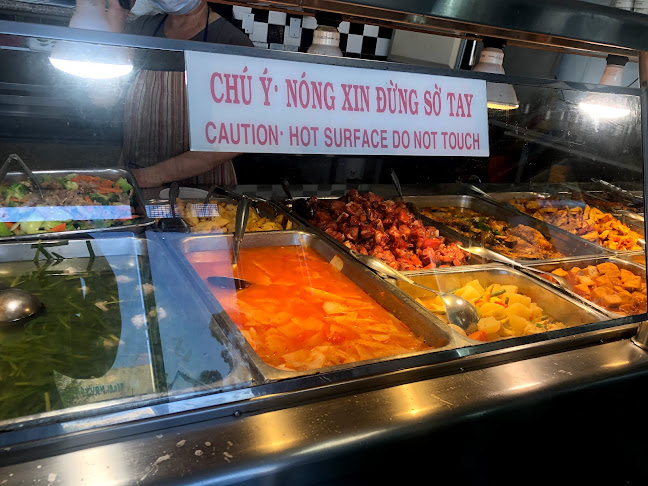 CHÚ Ý· NÓNG XIN ĐỪNG SỜ TAY
CAUTION· HOT SURFACE DO NOT TOUCH